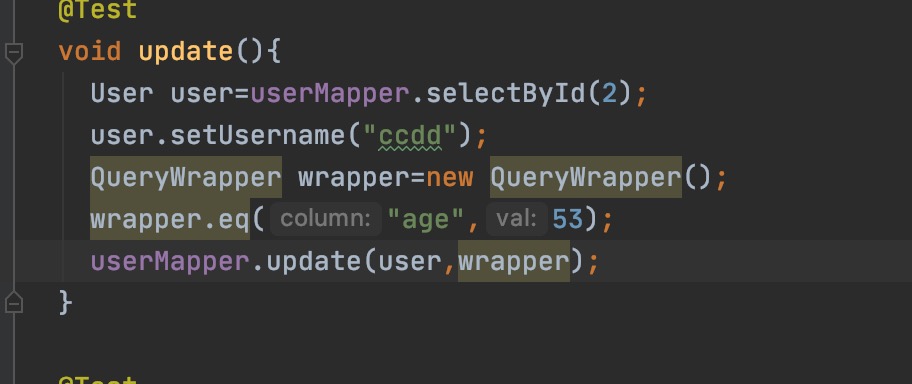 @Test
void update(){
User user=userMapper.selectById(2);
user.setUsername("ccdd");
QueryWrapper wrapper=new QueryWrapper();
wrapper.eq( column: "age", val: 53);
userMapper.update(user,wrapper);
}
@Test